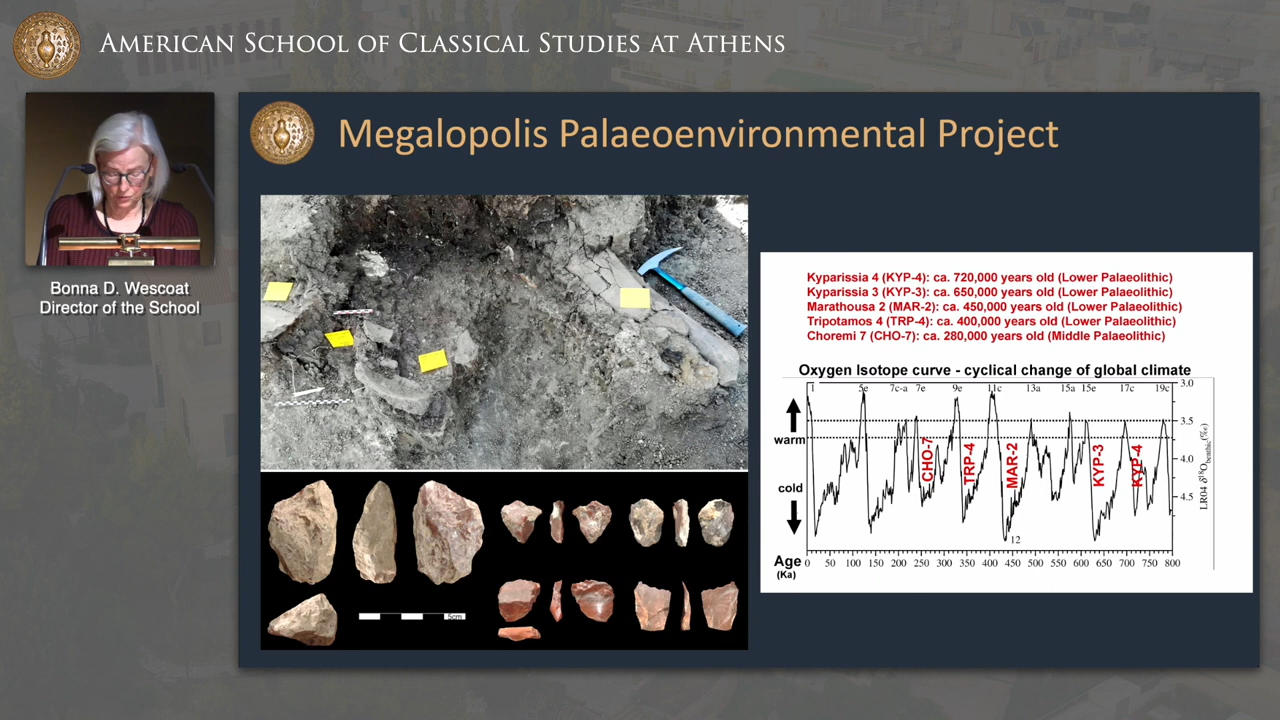 AMERICAN SCHOOL OF CLASSICAL STUDIES AT ATHENS
Megalopolis Palaeoenvironmental Project
Bonna D. Wescoat
Director of the School
Kyparissia 4 (KYP-4): ca. 720,000 years old (Lower Palaeolithic)
Kyparissia 3 (KYP-3): ca. 650,000 years old (Lower Palaeolithic)
Marathousa 2 (MAR-2): ca. 450,000 years old (Lower Palaeolithic)
Tripotamos 4 (TRP-4): ca. 400,000 years old (Lower Palaeolithic)
Choremi 7 (CHO-7): ca. 280,000 years old (Middle Palaeolithic)
Oxygen Isotope curve - cyclical change of global climate
1 5e 7c-a 7e 9e 11c 13a 15a 15e 17c 19c
3.0
3.5
4.0
4.5
LR04 δ18Obenthic(‰)
warm
cold
CHO-7 TRP-4 MAR-2 KYP-3 KYP-4
12
Age
(Ka)
0 50 100 150 200 250 300 350 400 450 500 550 600 650 700 750 800
5cm